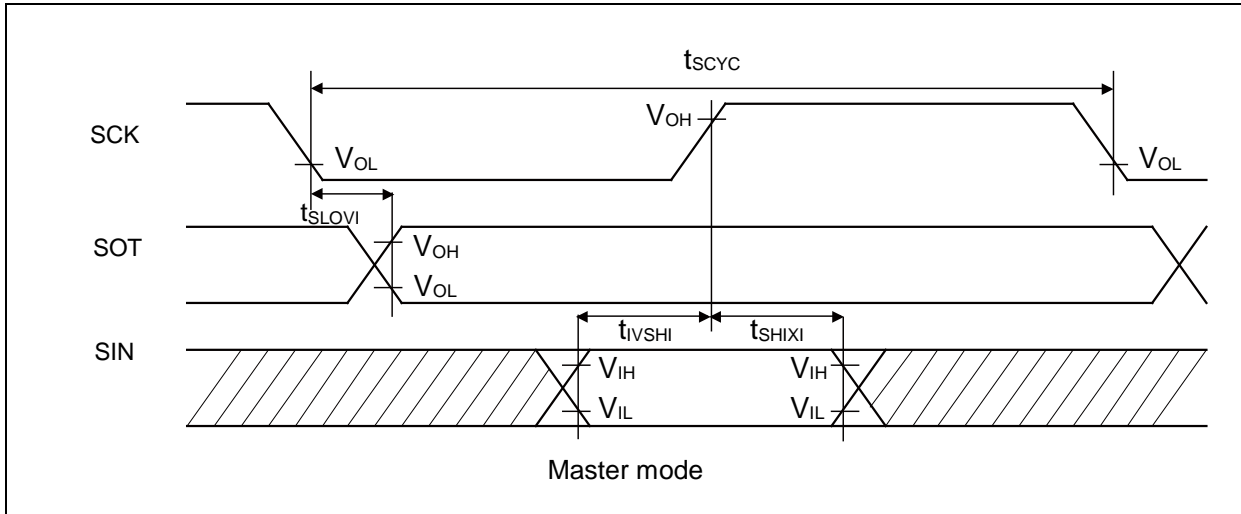 tSCYC
SCK
VOH
VOL
VOL
tSLOVI
SOT
VOH
VOL
tIVSHI
tSHIXI
SIN
VIH
VIH
VIL
VIL
Master mode